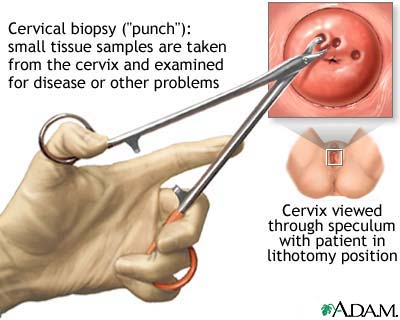 Cervical biopsy ("punch"):
small tissue samples are taken
from the cervix and examined
for disease or other problems
Cervix viewed
through speculum
with patient in
lithotomy position
ADAM.